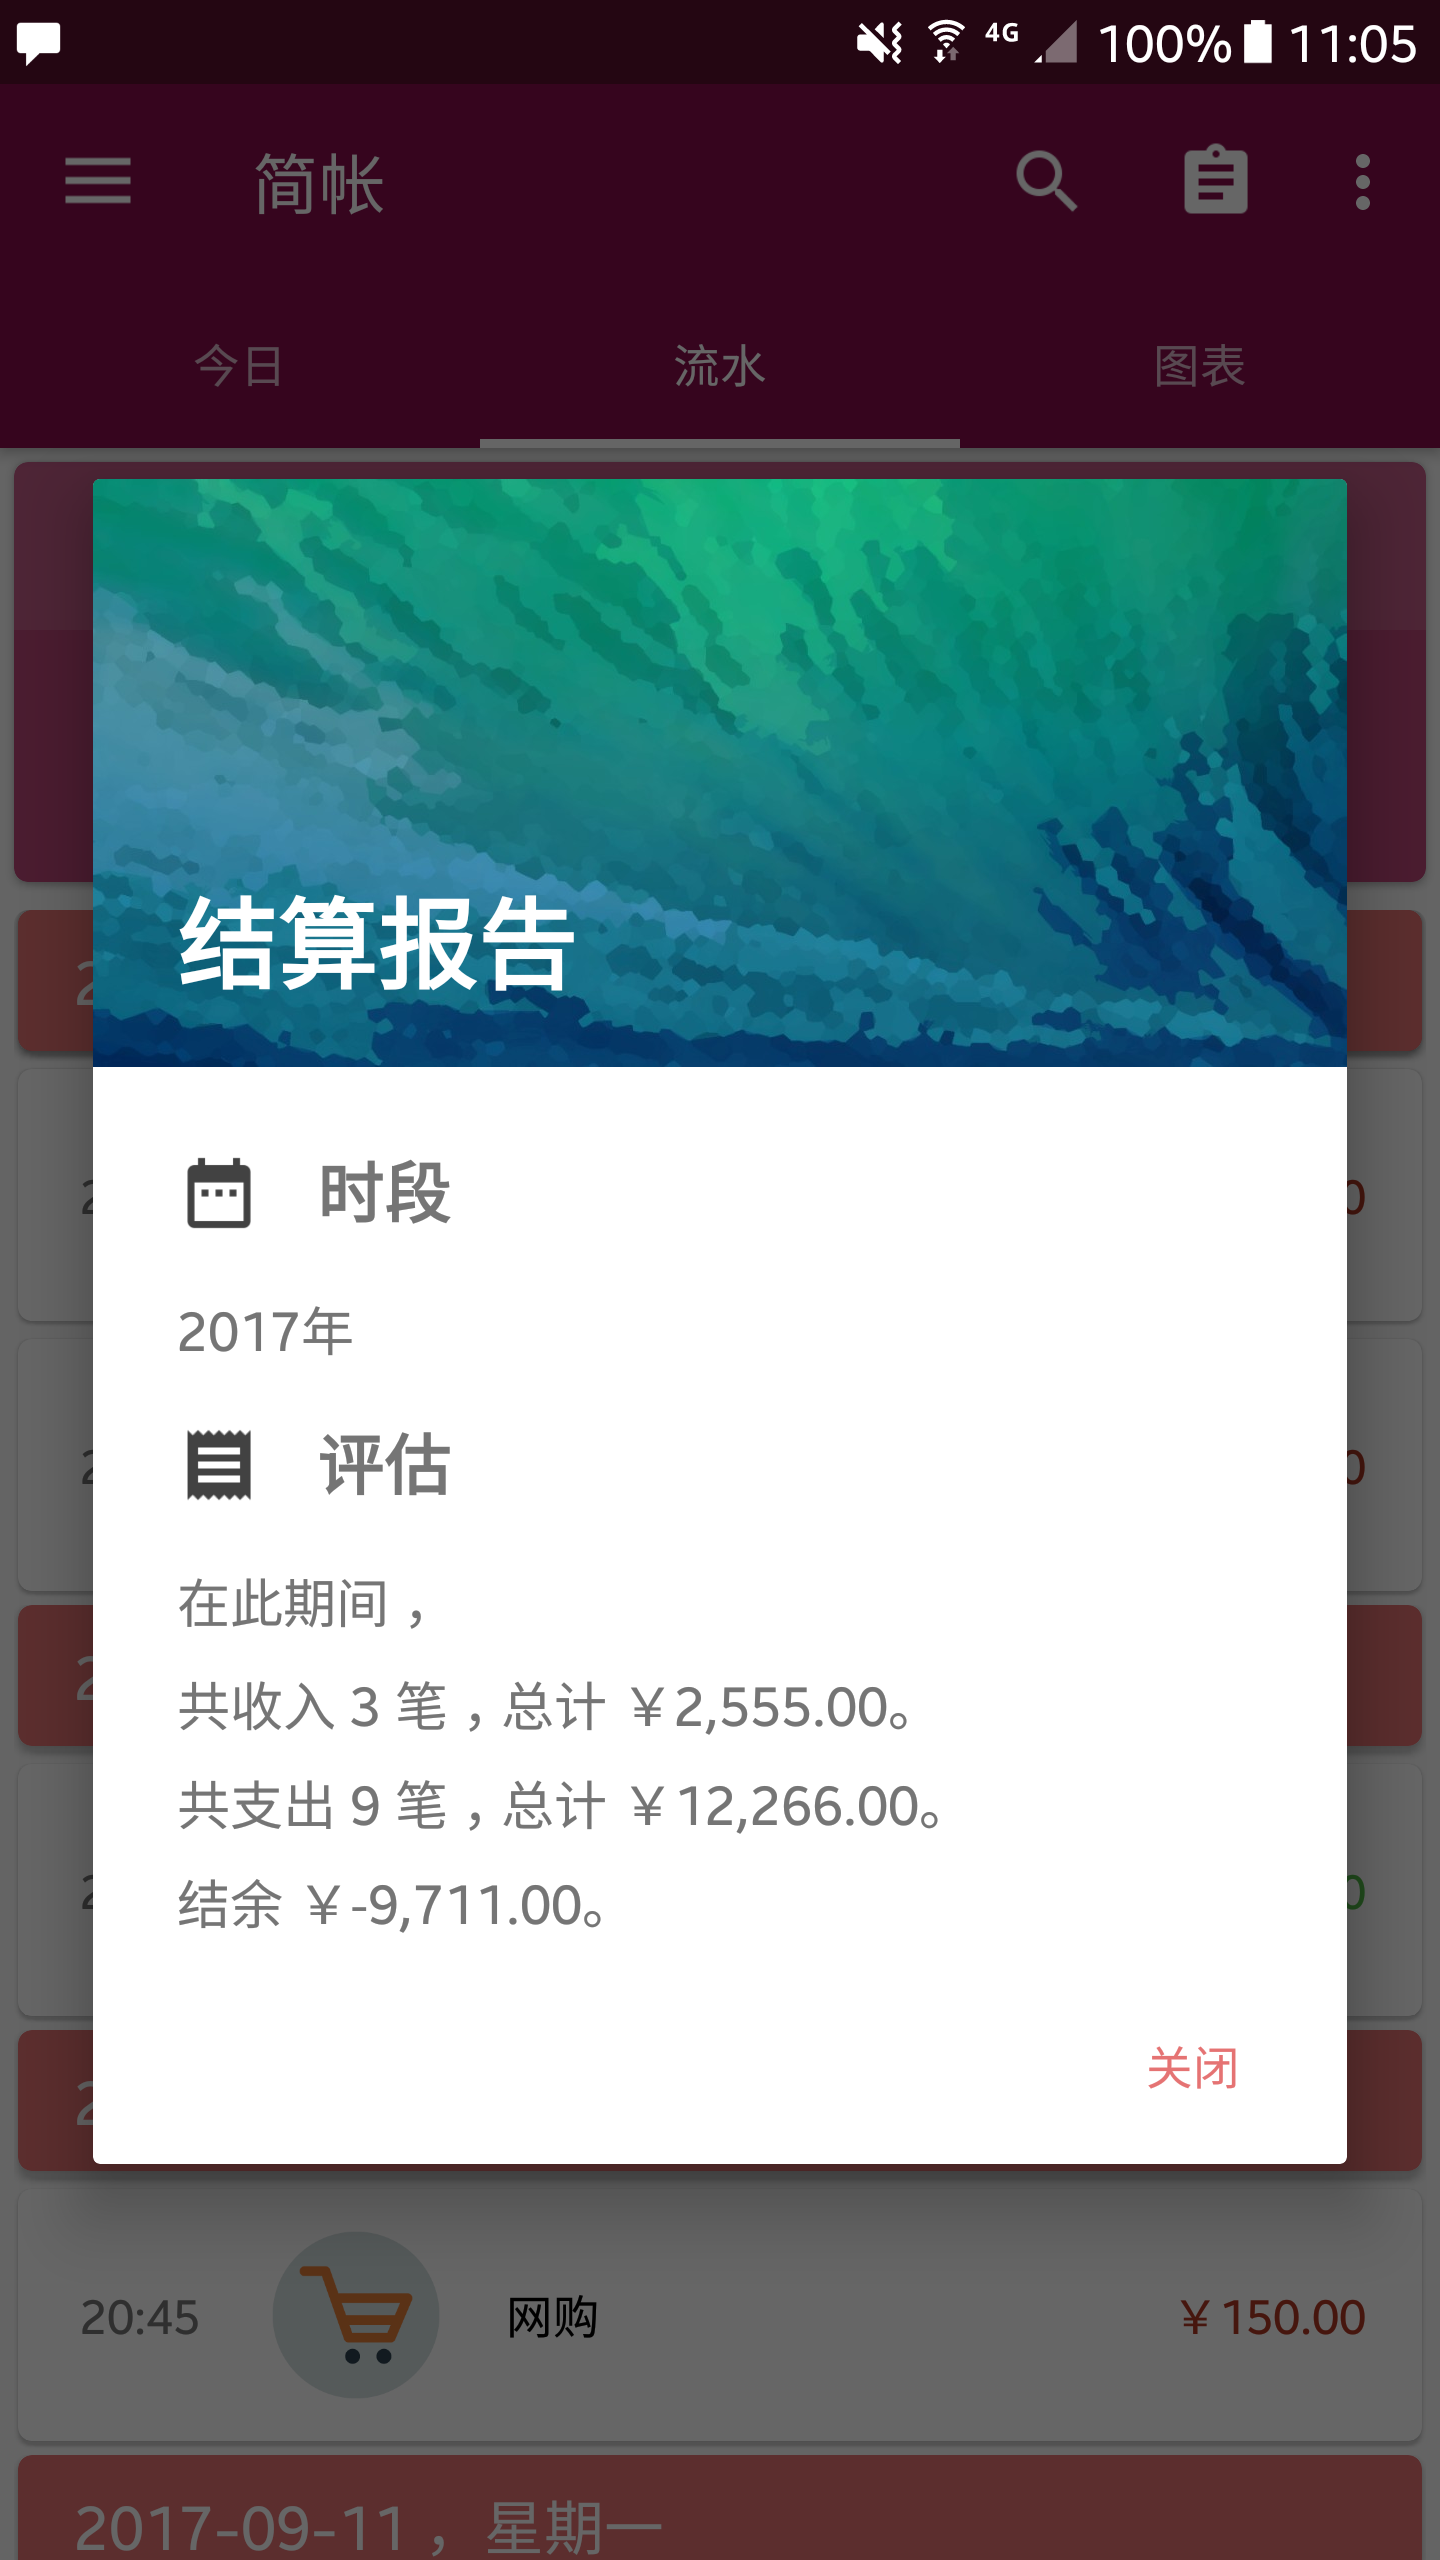 4G 100% 11:05
简帐
今日 流水 图表
结算报告
时段
2017年
评估
在此期间，
共收入 3 笔，总计 ￥2,555.00。
共支出 9 笔，总计 ￥12,266.00。
结余 ￥-9,711.00。
关闭
20:45 网购 ￥150.00
2017-09-11， 星期一